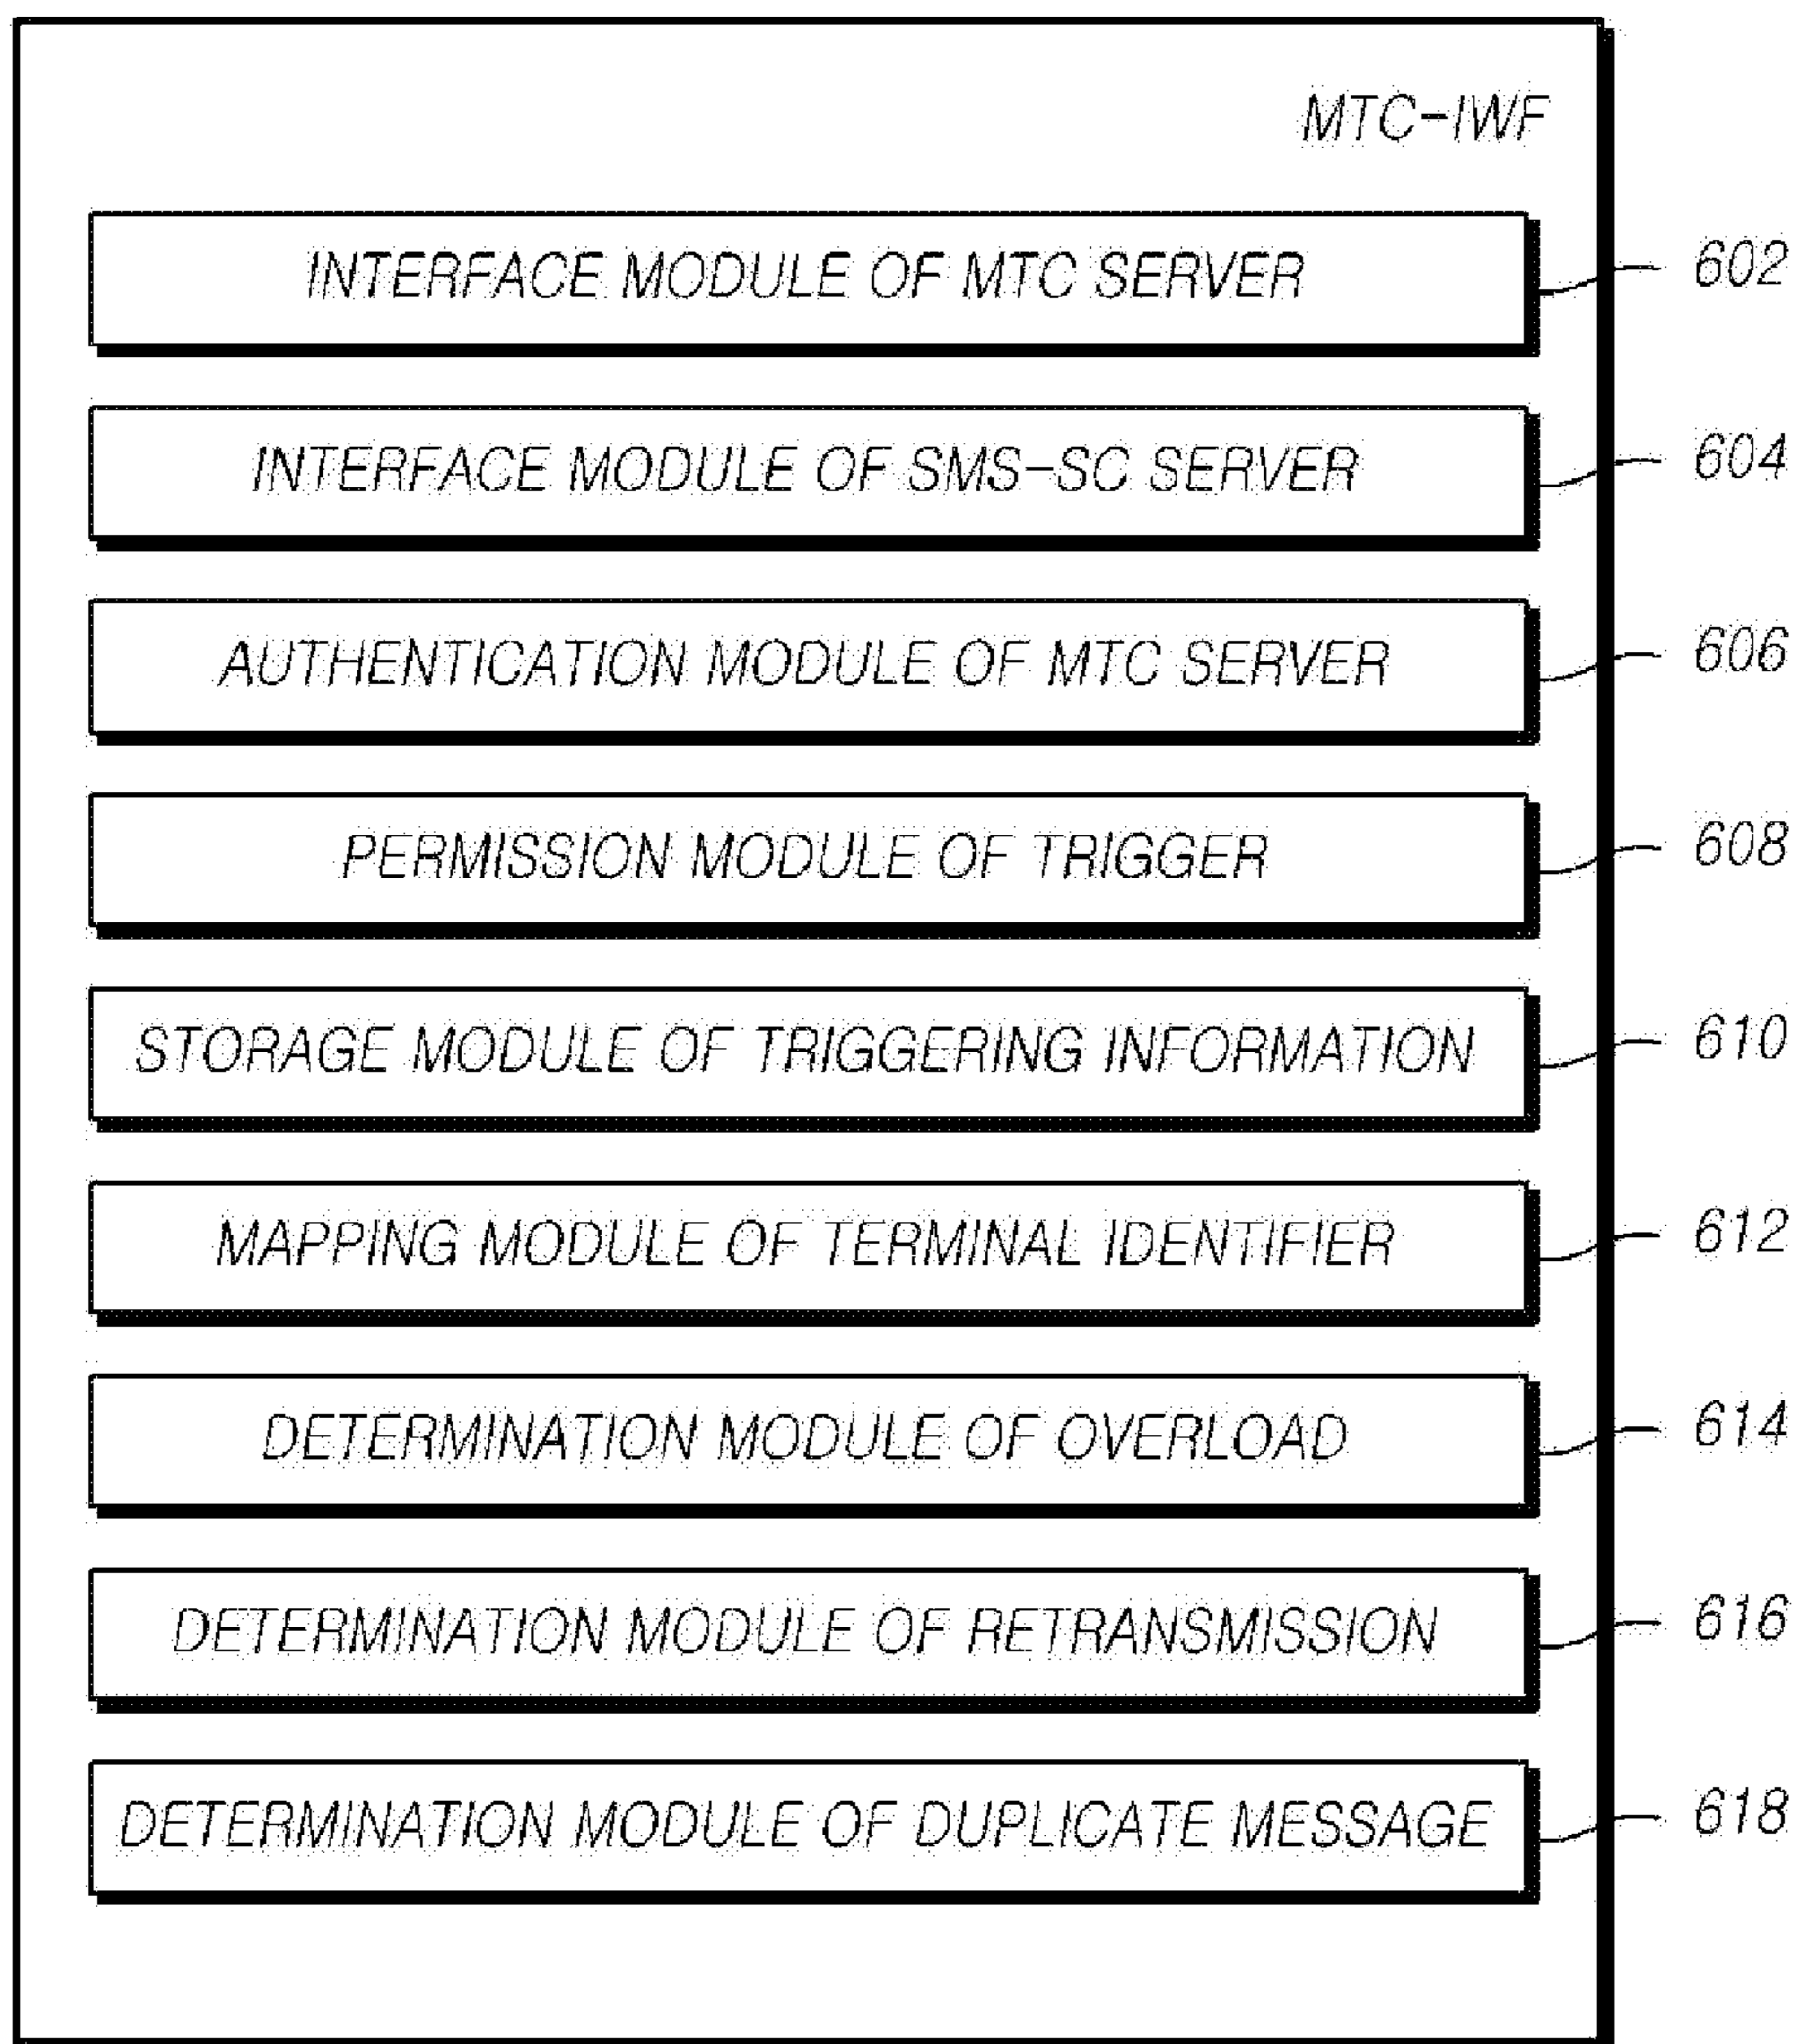 MTC-IWF
INTERFACE MODULE OF MTC SERVER 602
INTERFACE MODULE OF SMS-SC SERVER 604
AUTHENTICATION MODULE OF MTC SERVER 606
PERMISSION MODULE OF TRIGGER 608
STORAGE MODULE OF TRIGGERING INFORMATION 610
MAPPING MODULE OF TERMINAL IDENTIFIER 612
DETERMINATION MODULE OF OVERLOAD 614
DETERMINATION MODULE OF RETRANSMISSION 616
DETERMINATION MODULE OF DUPLICATE MESSAGE 618